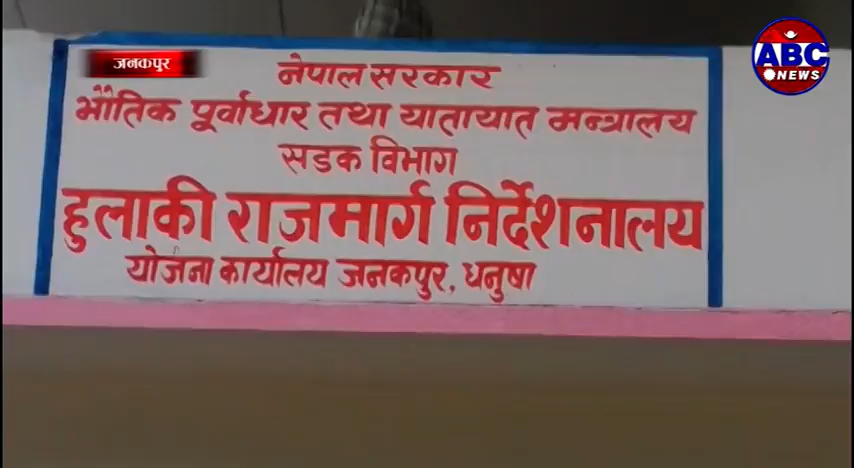 जनकपुर
ABC
NEWS
नेपाल सरकार
भौतिक पूर्वाधार तथा यातायात मन्त्रालय
सडक विभाग
हुलाकी राजमार्ग निर्देशनालय
योजना कार्यालय जनकपुर, धनुषा